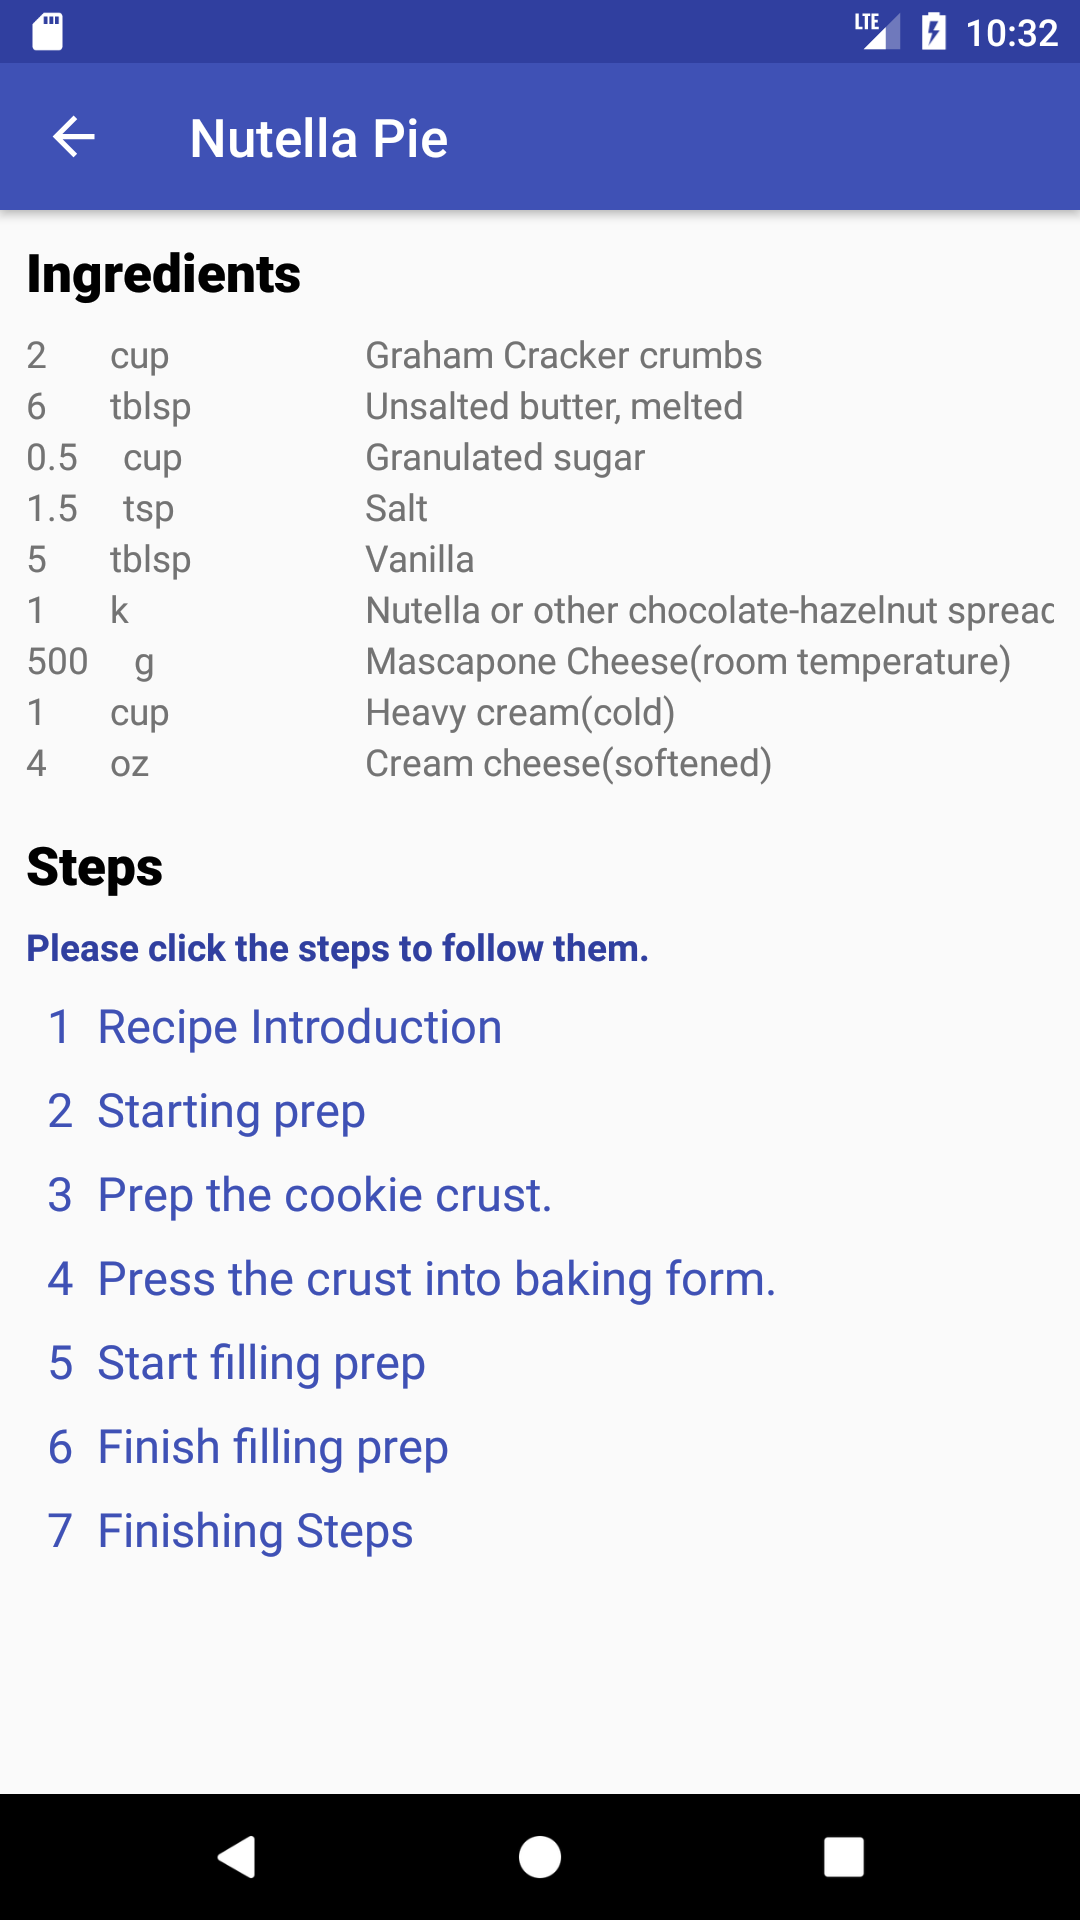 LTE 10:32
Nutella Pie
Ingredients
2 cup Graham Cracker crumbs
6 tblsp Unsalted butter, melted
0.5 cup Granulated sugar
1.5 tsp Salt
5 tblsp Vanilla
1 k Nutella or other chocolate-hazelnut spread
500 g Mascapone Cheese(room temperature)
1 cup Heavy cream(cold)
4 oz Cream cheese(softened)
Steps
Please click the steps to follow them.
1 Recipe Introduction
2 Starting prep
3 Prep the cookie crust.
4 Press the crust into baking form.
5 Start filling prep
6 Finish filling prep
7 Finishing Steps